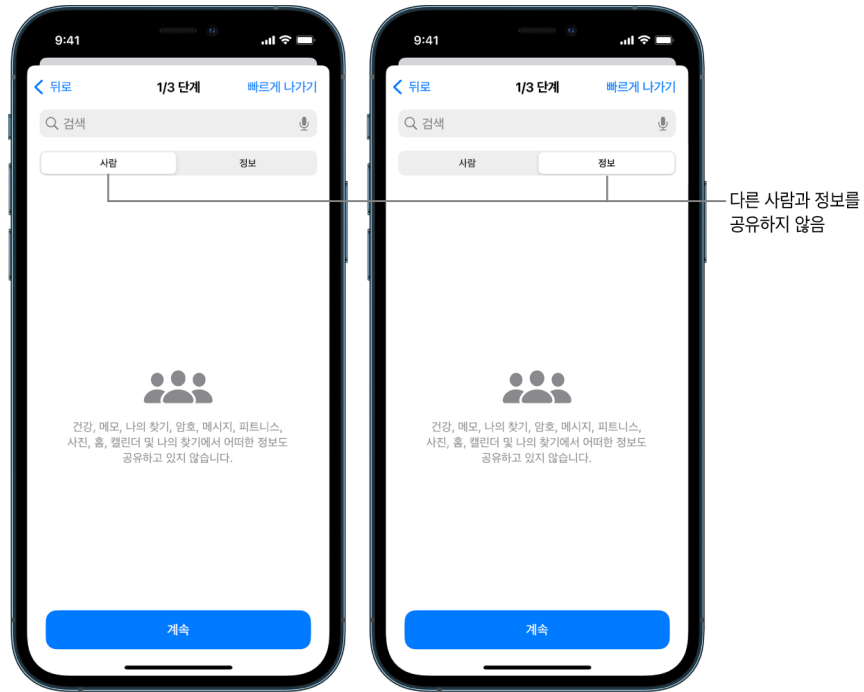 9:41
뒤로
1/3 단계
빠르게 나가기
검색
사람
정보
건강, 메모, 나의 찾기, 암호, 메시지, 피트니스,
사진, 홈, 캘린더 및 나의 찾기에서 어떠한 정보도
공유하고 있지 않습니다.
계속
9:41
뒤로
1/3 단계
빠르게 나가기
검색
사람
정보
건강, 메모, 나의 찾기, 암호, 메시지, 피트니스,
사진, 홈, 캘린더 및 나의 찾기에서 어떠한 정보도
공유하고 있지 않습니다.
계속
다른 사람과 정보를
공유하지 않음